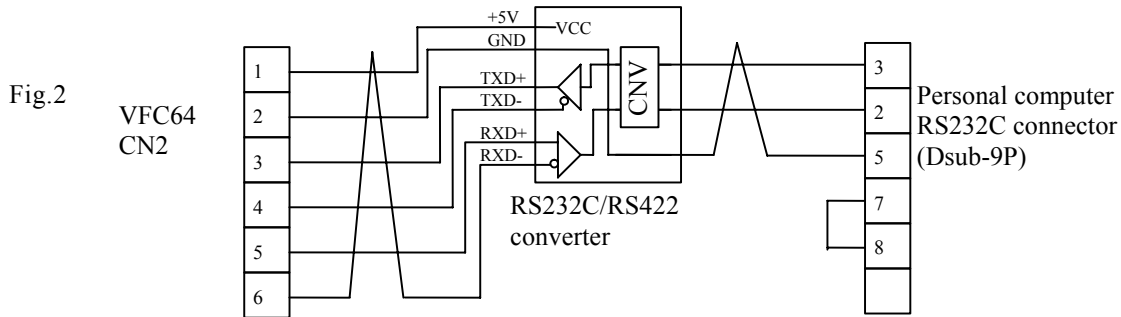 Fig.2
VFC64
CN2
1
2
3
4
5
6
+5V
GND
TXD+
TXD-
RXD+
RXD-
VCC
CNV
RS232C/RS422
converter
3
2
5
7
8
Personal computer
RS232C connector
(Dsub-9P)